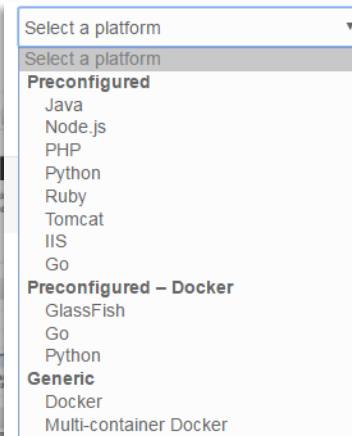 Select a platform
Select a platform
Preconfigured
Java
Node.js
PHP
Python
Ruby
Tomcat
IIS
Go
Preconfigured – Docker
GlassFish
Go
Python
Generic
Docker
Multi-container Docker